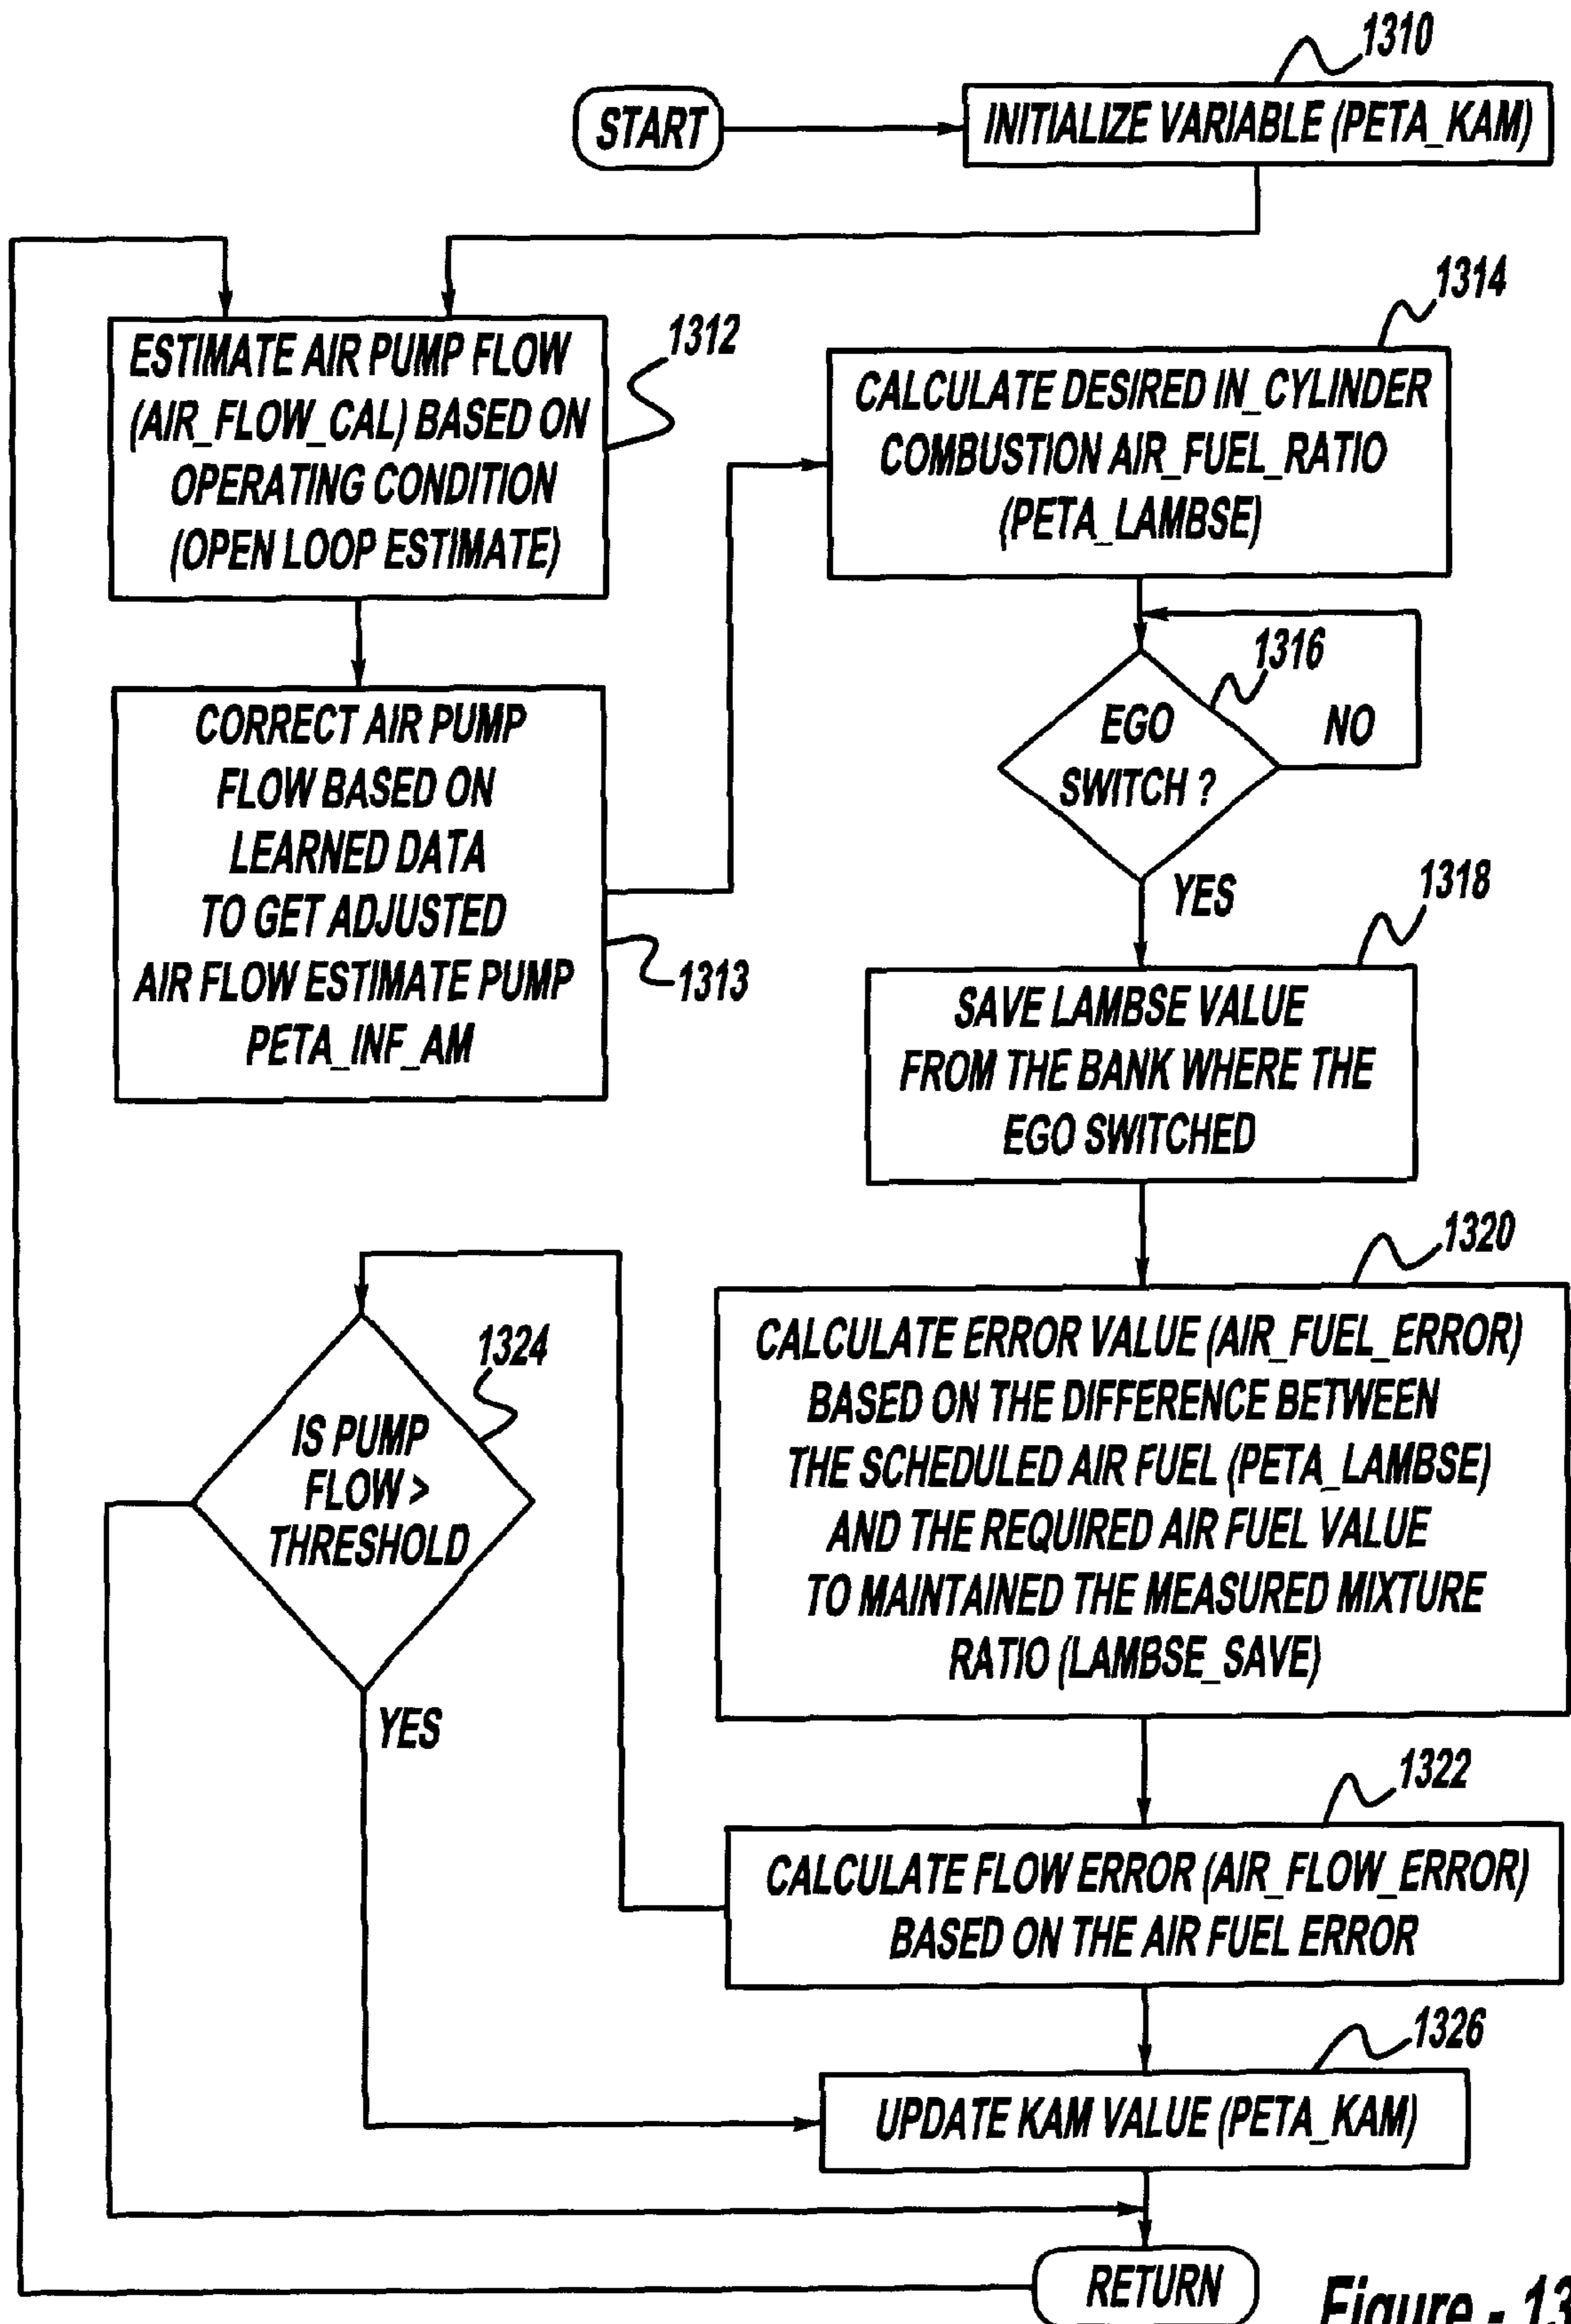 1310
START
INITIALIZE VARIABLE (PETA_KAM)
1312
ESTIMATE AIR PUMP FLOW
(AIR_FLOW_CAL) BASED ON
OPERATING CONDITION
(OPEN LOOP ESTIMATE)
CORRECT AIR PUMP
FLOW BASED ON
LEARNED DATA
TO GET ADJUSTED
AIR FLOW ESTIMATE PUMP
PETA_INF_AM
1313
1314
CALCULATE DESIRED IN_CYLINDER
COMBUSTION AIR_FUEL_RATIO
(PETA_LAMBSE)
1316
EGO
SWITCH ?
NO
YES
1318
SAVE LAMBSE VALUE
FROM THE BANK WHERE THE
EGO SWITCHED
1320
CALCULATE ERROR VALUE (AIR_FUEL_ERROR)
BASED ON THE DIFFERENCE BETWEEN
THE SCHEDULED AIR FUEL (PETA_LAMBSE)
AND THE REQUIRED AIR FUEL VALUE
TO MAINTAINED THE MEASURED MIXTURE
RATIO (LAMBSE_SAVE)
1322
CALCULATE FLOW ERROR (AIR_FLOW_ERROR)
BASED ON THE AIR FUEL ERROR
1324
IS PUMP
FLOW >
THRESHOLD
YES
1326
UPDATE KAM VALUE (PETA_KAM)
RETURN
Figure - 13